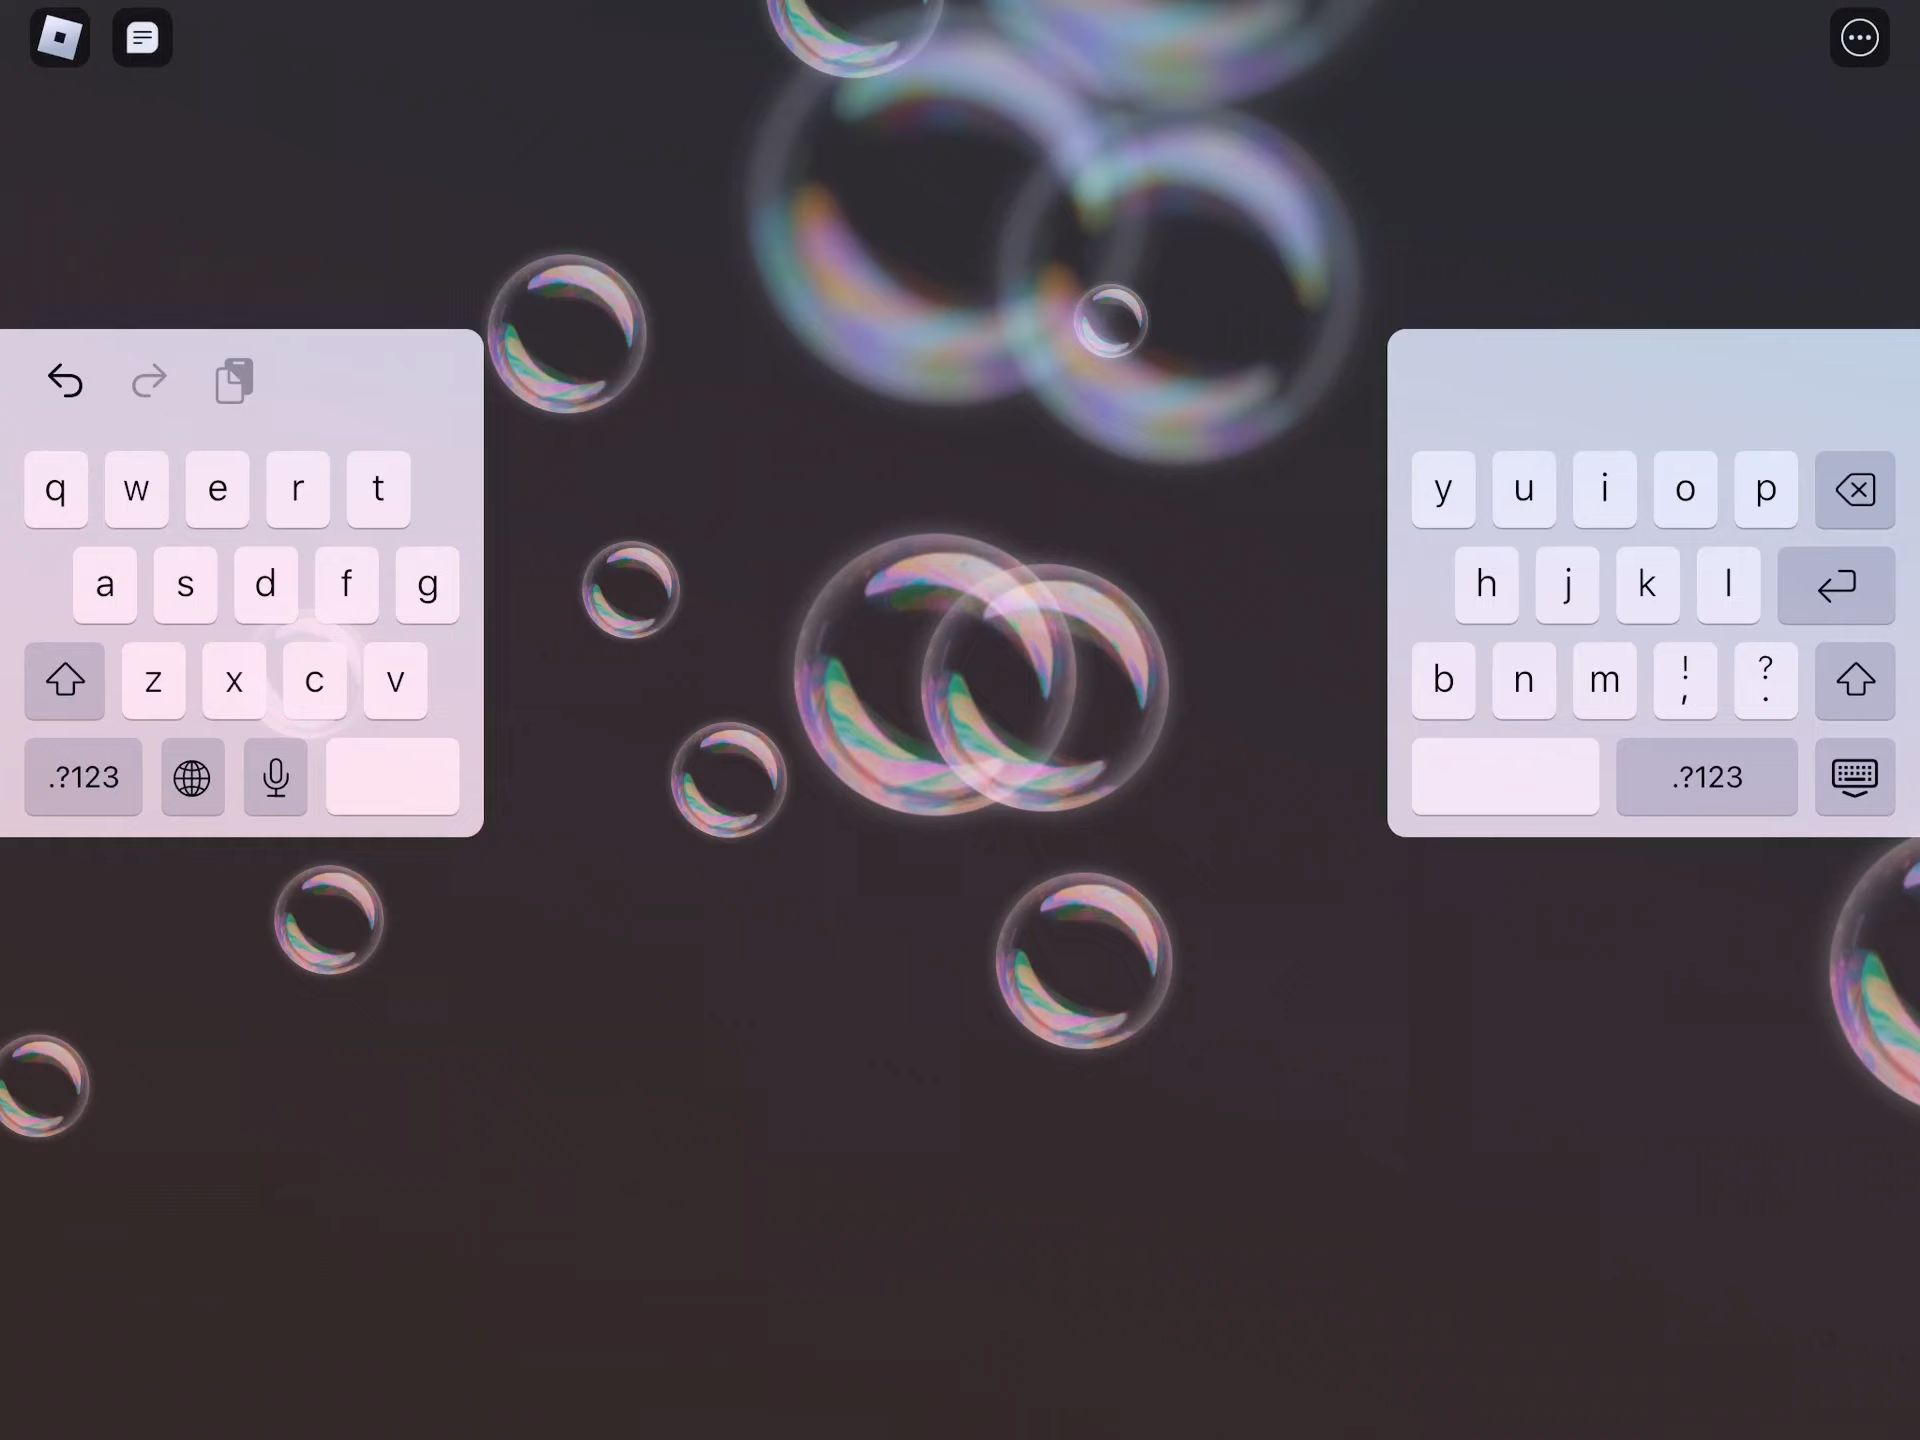 q w e r t
y u i o p
a s d f g
h j k l
z x c v
b n m ! , ? .
.?123
.?123